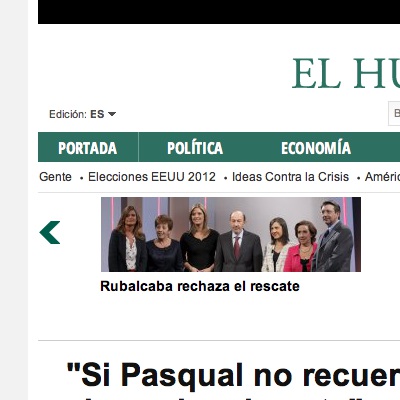 EL HU
Edición: ES
B
PORTADA POLÍTICA ECONOMÍA
Gente • Elecciones EEUU 2012 • Ideas Contra la Crisis • Améric
Rubalcaba rechaza el rescate
"Si Pasqual no recuer